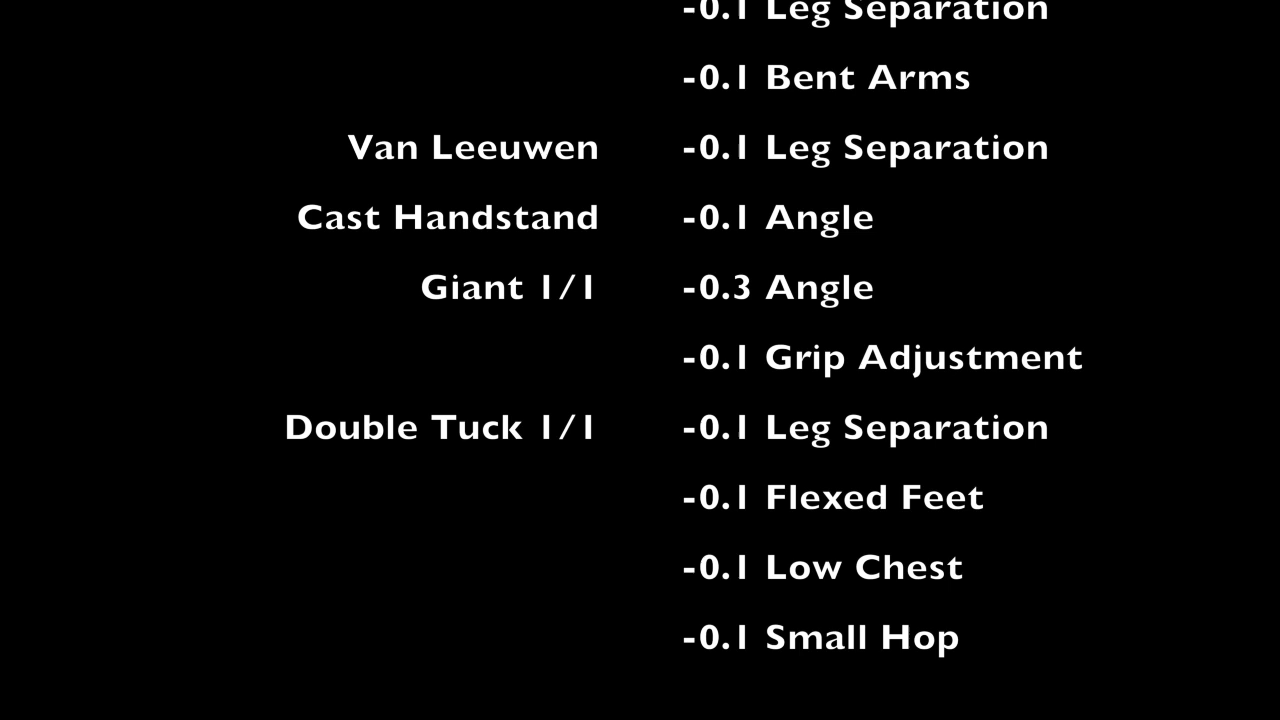 -0.1 Leg Separation
-0.1 Bent Arms
Van Leeuwen -0.1 Leg Separation
Cast Handstand -0.1 Angle
Giant 1/1 -0.3 Angle
-0.1 Grip Adjustment
Double Tuck 1/1 -0.1 Leg Separation
-0.1 Flexed Feet
-0.1 Low Chest
-0.1 Small Hop